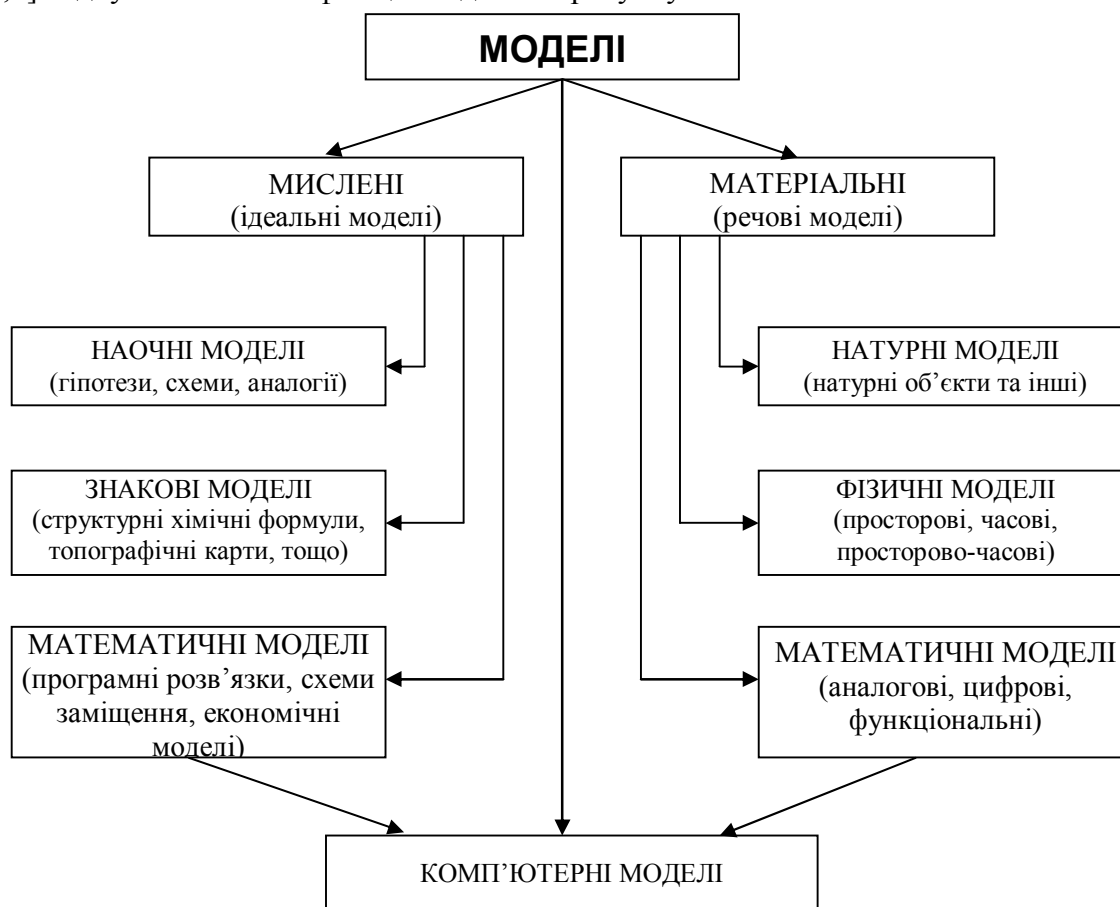 МОДЕЛІ
МИСЛЕНІ
(ідеальні моделі)
МАТЕРІАЛЬНІ
(речові моделі)
НАОЧНІ МОДЕЛІ
(гіпотези, схеми, аналогії)
НАТУРНІ МОДЕЛІ
(натурні об’єкти та інші)
ЗНАКОВІ МОДЕЛІ
(структурні хімічні формули,
топографічні карти, тощо)
ФІЗИЧНІ МОДЕЛІ
(просторові, часові,
просторово-часові)
МАТЕМАТИЧНІ МОДЕЛІ
(програмні розв’язки, схеми
заміщення, економічні
моделі)
МАТЕМАТИЧНІ МОДЕЛІ
(аналогові, цифрові,
функціональні)
КОМП’ЮТЕРНІ МОДЕЛІ